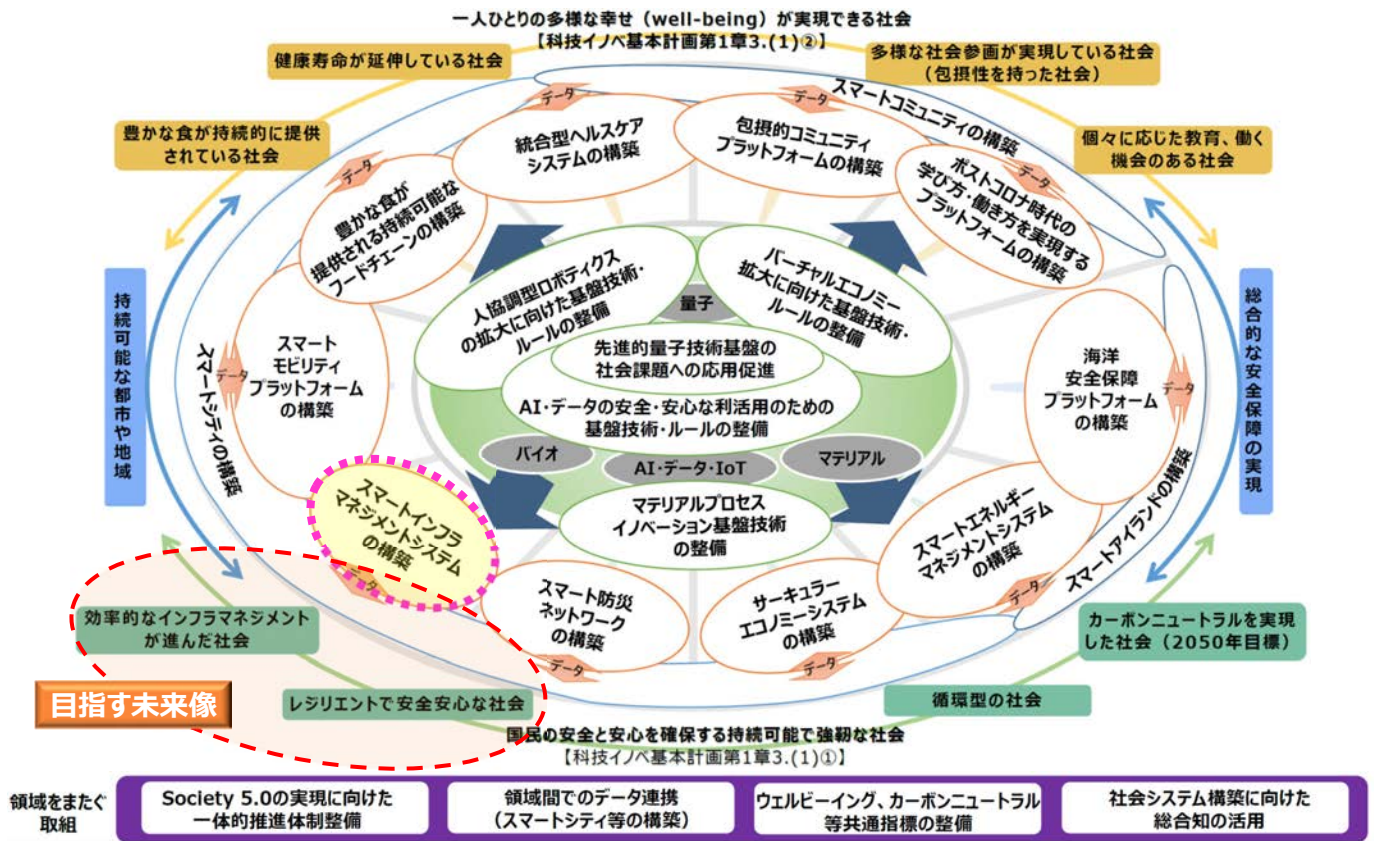 一人ひとりの多様な幸せ（well-being）が実現できる社会
【科技イノベ基本計画第1章3.(1)②】
健康寿命が延伸している社会
多様な社会参画が実現している社会
（包摂性を持った社会）
豊かな食が持続的に提供
されている社会
個々に応じた教育、働く
機会のある社会
データ
統合型ヘルスケア
システムの構築
データ
包摂的コミュニティ
プラットフォームの構築
スマートコミュニティの構築
データ
ポストコロナ時代の
学び方・働き方を実現する
プラットフォームの構築
データ
豊かな食が
提供される持続可能な
フードチェーンの構築
人協調型ロボティクス
の拡大に向けた基盤技術・
ルールの整備
バーチャルエコノミー
拡大に向けた基盤技術・
ルールの整備
量子
先進的量子技術基盤の
社会課題への応用促進
AI・データの安全・安心な利活用のための
基盤技術・ルールの整備
バイオ
AI・データ・IoT
マテリアル
マテリアルプロセス
イノベーション基盤技術
の整備
持続可能な都市や地域
スマートシティの構築
データ
スマート
モビリティ
プラットフォーム
の構築
海洋
安全保障
プラットフォーム
の構築
データ
総合的な安全保障の実現
スマートアイランドの構築
スマートインフラ
マネジメントシステム
の構築
データ
スマート防災
ネットワーク
の構築
データ
サーキュラー
エコノミーシステム
の構築
データ
スマートエネルギー
マネジメントシステム
の構築
データ
効率的なインフラマネジメント
が進んだ社会
カーボンニュートラルを実現
した社会（2050年目標）
目指す未来像
レジリエントで安全安心な社会
循環型の社会
国民の安全と安心を確保する持続可能で強靭な社会
【科技イノベ基本計画第1章3.(1)①】
領域をまたぐ
取組
Society 5.0の実現に向けた
一体的推進体制整備
領域間でのデータ連携
（スマートシティ等の構築）
ウェルビーイング、カーボンニュートラル
等共通指標の整備
社会システム構築に向けた
総合知の活用